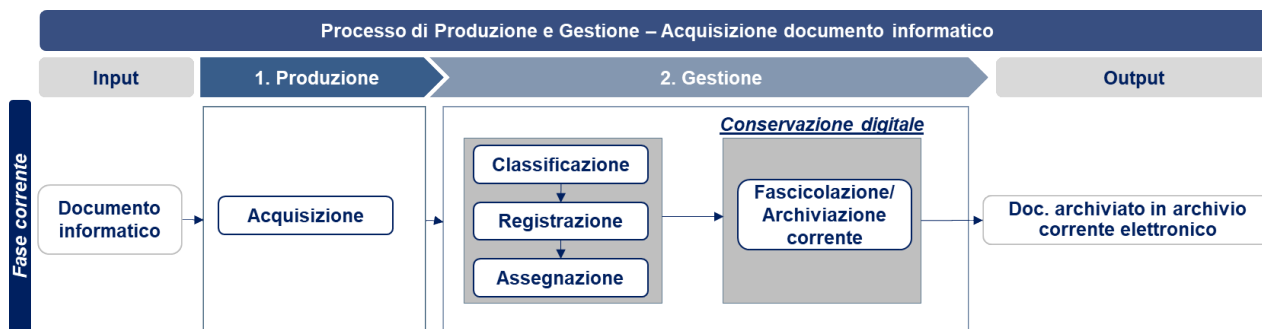 Processo di Produzione e Gestione – Acquisizione documento informatico
Input
1. Produzione
2. Gestione
Output
Fase corrente
Documento
informatico
Acquisizione
Classificazione
Registrazione
Assegnazione
Conservazione digitale
Fascicolazione/
Archiviazione
corrente
Doc. archiviato in archivio
corrente elettronico